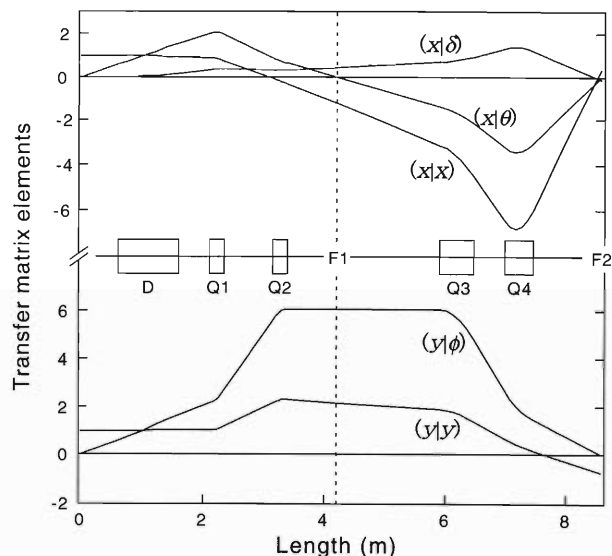 Transfer matrix elements
2
0
-2
-4
-6
(x|δ)
(x|θ)
(x|x)
D
Q1
Q2
F1
Q3
Q4
F2
6
4
2
0
-2
(y|ϕ)
(y|y)
0
2
4
6
8
Length (m)